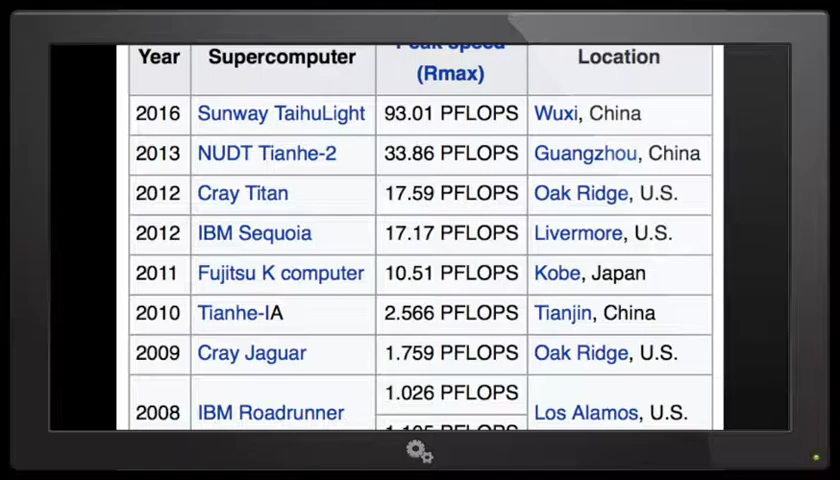 Year Supercomputer Peak speed (Rmax) Location
2016 Sunway TaihuLight 93.01 PFLOPS Wuxi, China
2013 NUDT Tianhe-2 33.86 PFLOPS Guangzhou, China
2012 Cray Titan 17.59 PFLOPS Oak Ridge, U.S.
2012 IBM Sequoia 17.17 PFLOPS Livermore, U.S.
2011 Fujitsu K computer 10.51 PFLOPS Kobe, Japan
2010 Tianhe-IA 2.566 PFLOPS Tianjin, China
2009 Cray Jaguar 1.759 PFLOPS Oak Ridge, U.S.
2008 IBM Roadrunner 1.026 PFLOPS Los Alamos, U.S.